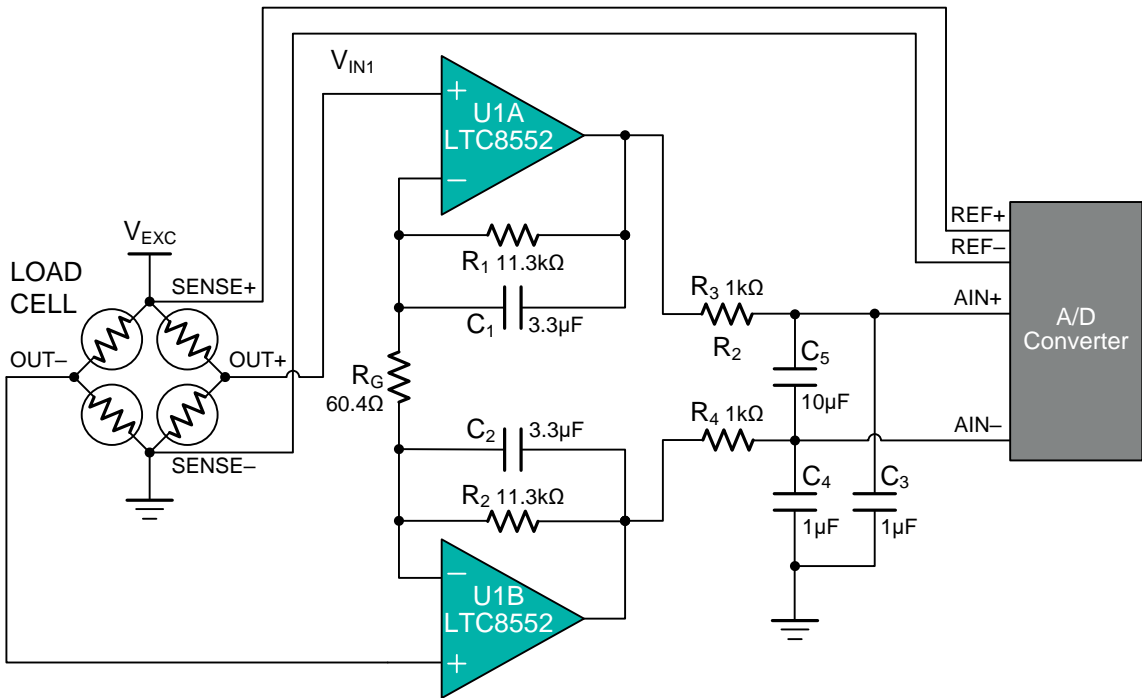 V_IN1
+
U1A
LTC8552
−
REF+
REF−
V_EXC
LOAD
CELL
SENSE+
R1 11.3kΩ
AIN+
R3 1kΩ
C1 3.3µF
A/D
Converter
R2
OUT−
OUT+
C5
10µF
RG
60.4Ω
R4 1kΩ
AIN−
C2 3.3µF
SENSE−
R2 11.3kΩ
C4
1µF
C3
1µF
−
U1B
LTC8552
+